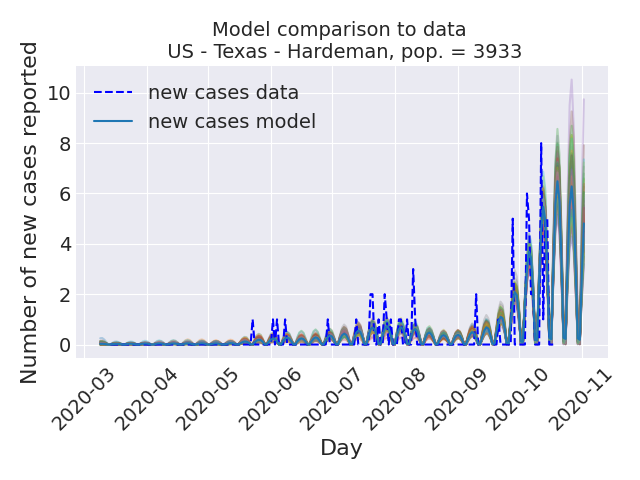 Model comparison to data
US - Texas - Hardeman, pop. = 3933
Number of new cases reported
10
8
6
4
2
0
new cases data
new cases model
2020-03
2020-04
2020-05
2020-06
2020-07
2020-08
2020-09
2020-10
2020-11
Day